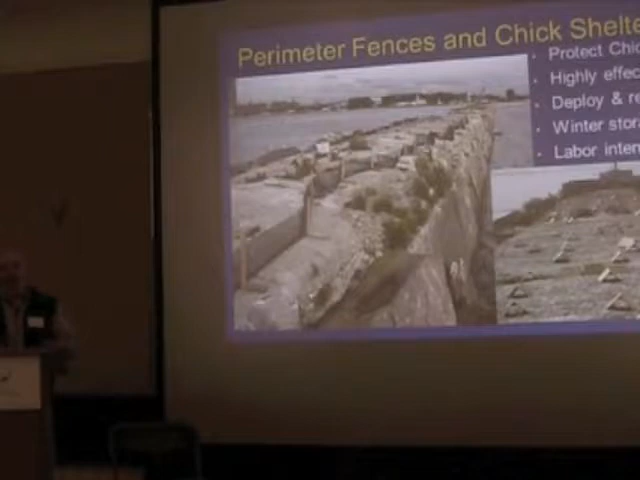 Perimeter Fences and Chick Shelte
Protect Chic
Highly effec
Deploy & re
Winter stor
Labor inten